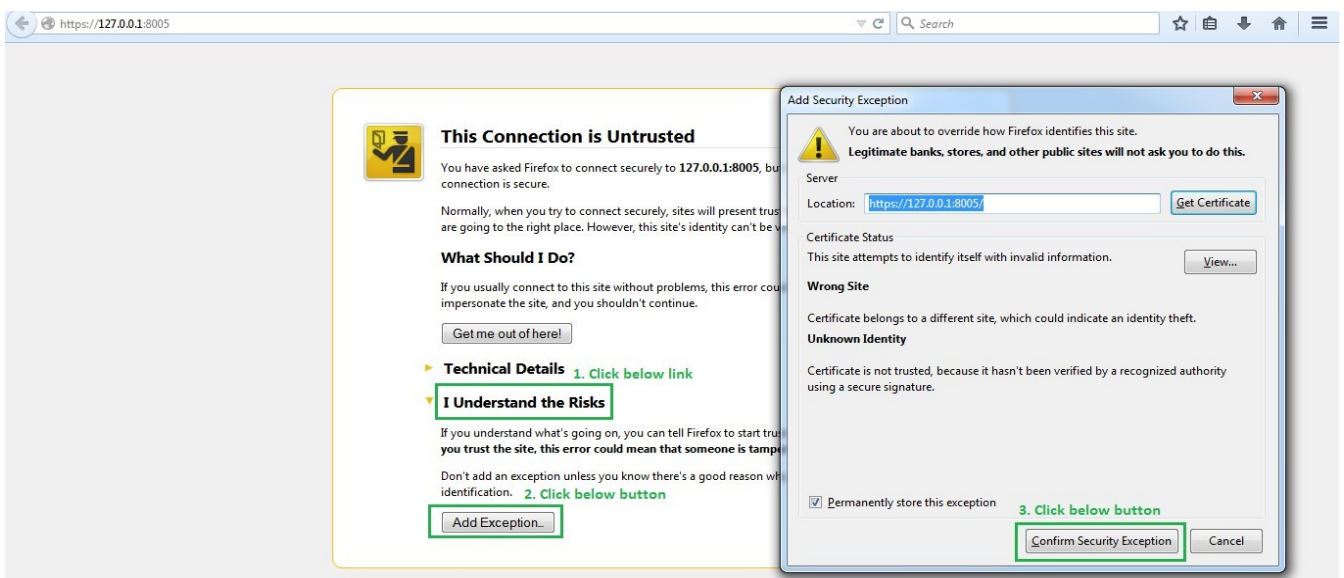 https://127.0.0.1:8005
Search
This Connection is Untrusted
You have asked Firefox to connect securely to 127.0.0.1:8005, bu
connection is secure.
Normally, when you try to connect securely, sites will present trus
are going to the right place. However, this site's identity can't be v
What Should I Do?
If you usually connect to this site without problems, this error cou
impersonate the site, and you shouldn't continue.
Get me out of here!
Technical Details
1. Click below link
I Understand the Risks
If you understand what's going on, you can tell Firefox to start trus
you trust the site, this error could mean that someone is tampe
Don't add an exception unless you know there's a good reason wh
identification.
2. Click below button
Add Exception...
Add Security Exception
You are about to override how Firefox identifies this site.
Legitimate banks, stores, and other public sites will not ask you to do this.
Server
Location:
https://127.0.0.1:8005/
Get Certificate
Certificate Status
This site attempts to identify itself with invalid information.
View...
Wrong Site
Certificate belongs to a different site, which could indicate an identity theft.
Unknown Identity
Certificate is not trusted, because it hasn't been verified by a recognized authority
using a secure signature.
Permanently store this exception
3. Click below button
Confirm Security Exception
Cancel